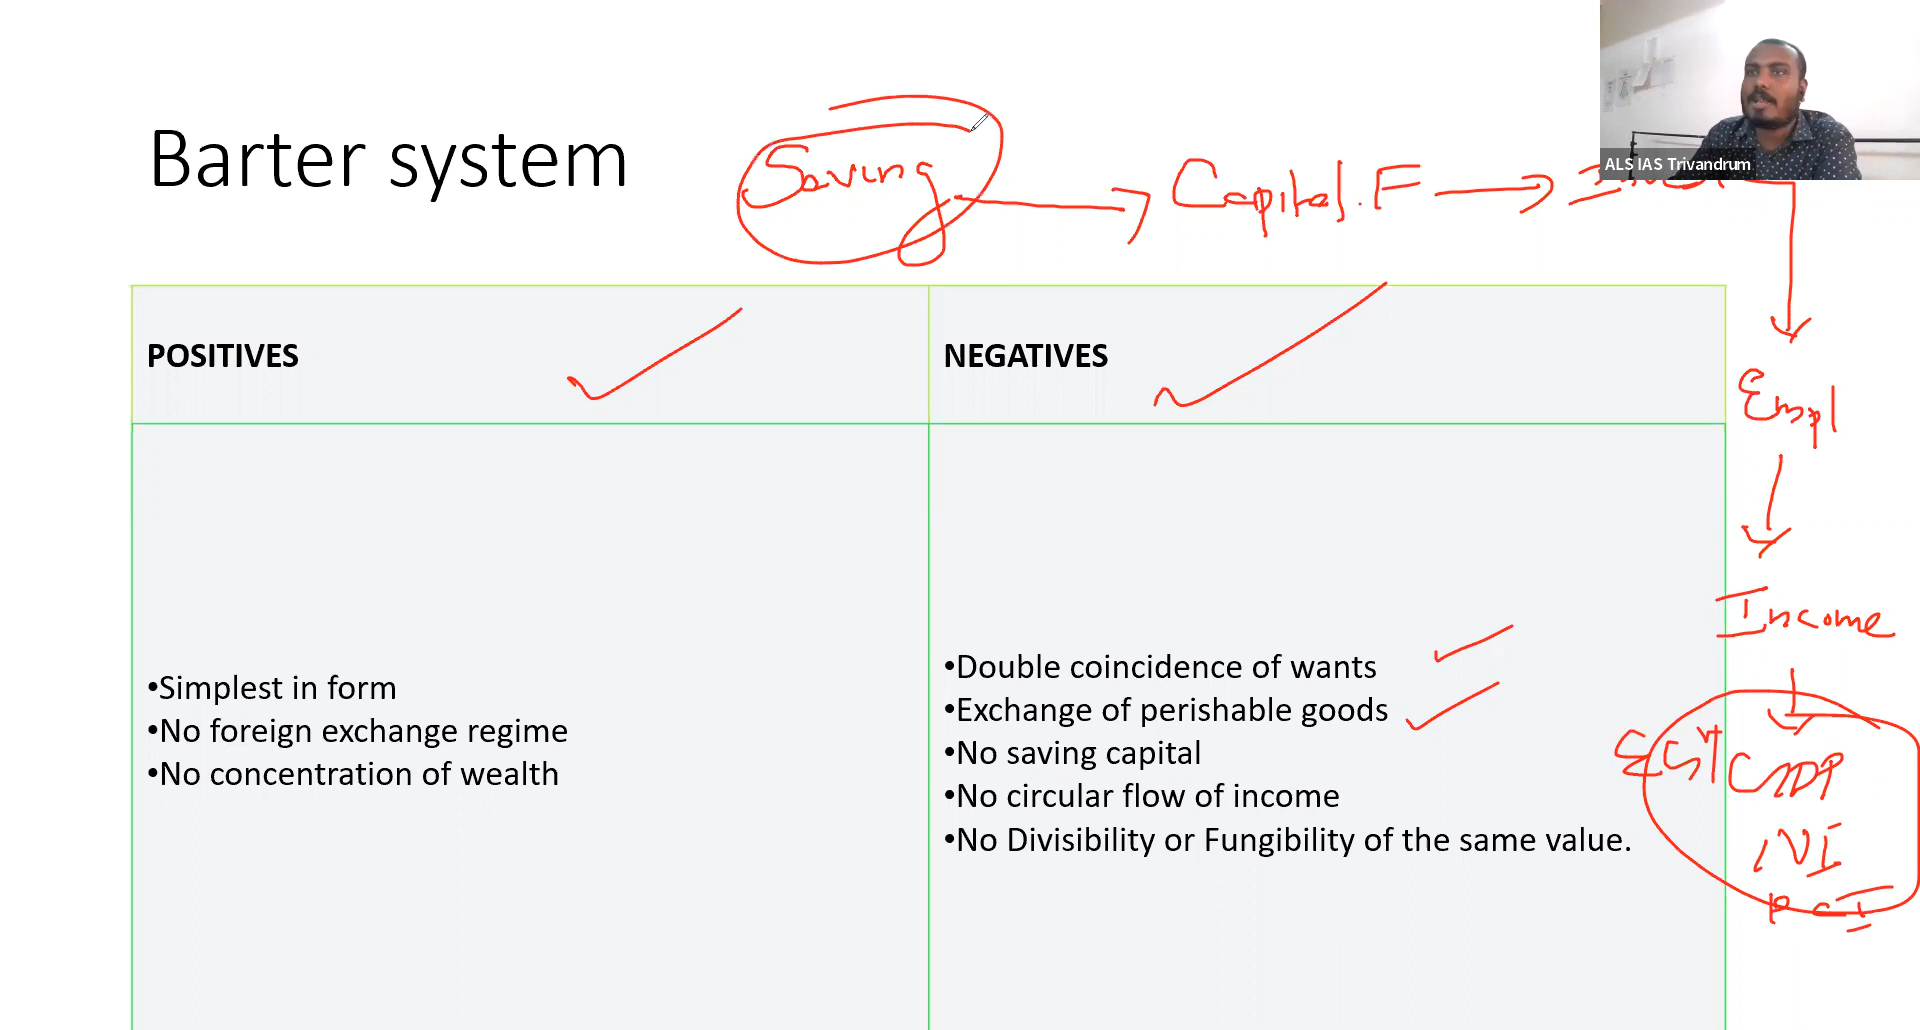 ALS IAS Trivandrum
Barter system
Saving → Capital.F →
Empl
Income
GDP
NI
PCI
POSITIVES
NEGATIVES
•Simplest in form
•No foreign exchange regime
•No concentration of wealth
•Double coincidence of wants
•Exchange of perishable goods
•No saving capital
•No circular flow of income
•No Divisibility or Fungibility of the same value.